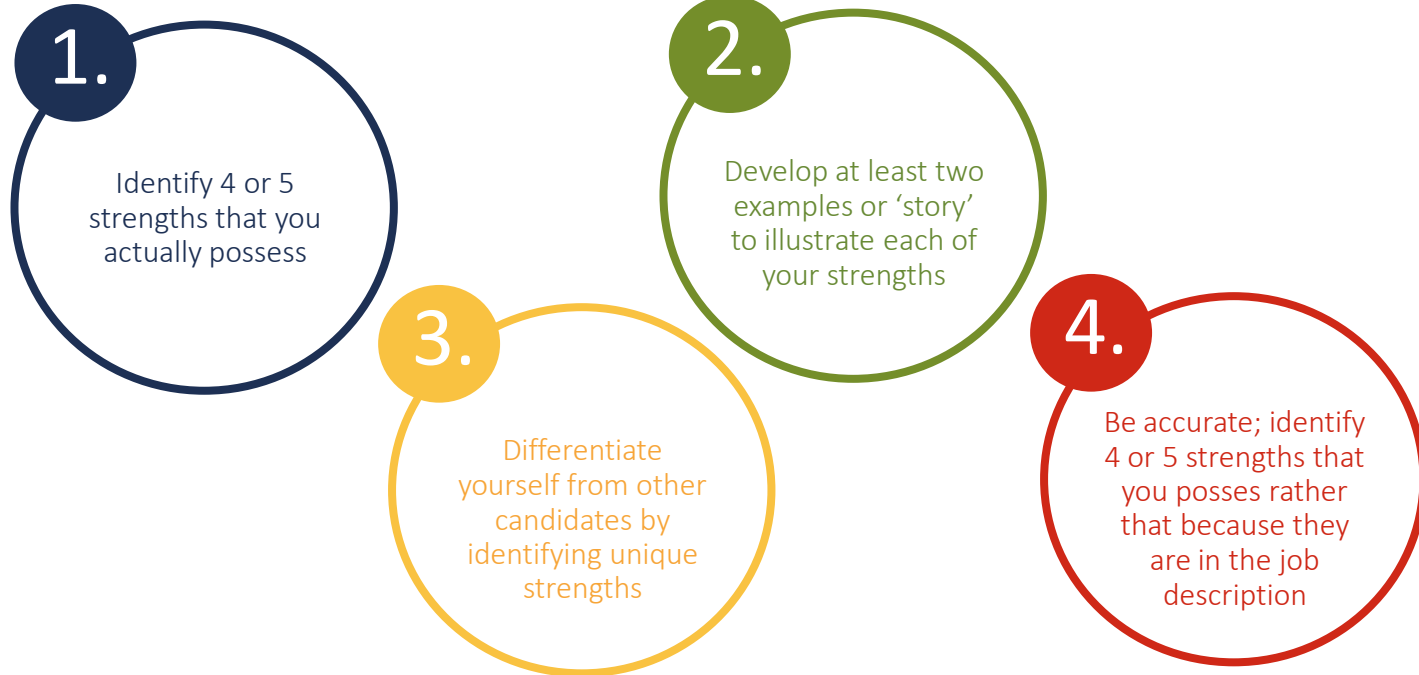 1.
Identify 4 or 5
strengths that you
actually possess
2.
Develop at least two
examples or ‘story’
to illustrate each of
your strengths
3.
Differentiate
yourself from other
candidates by
identifying unique
strengths
4.
Be accurate; identify
4 or 5 strengths that
you posses rather
that because they
are in the job
description